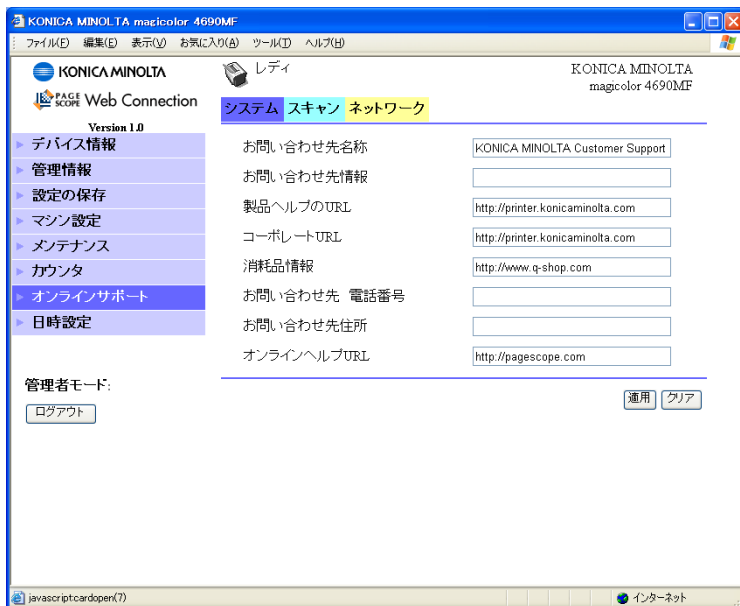 KONICA MINOLTA magicolor 4690MF
ファイル(F) 編集(E) 表示(V) お気に入り(A) ツール(T) ヘルプ(H)
KONICA MINOLTA
レディ
KONICA MINOLTA
magicolor 4690MF
PAGE SCOPE Web Connection
Version 1.0
システム スキャン ネットワーク
デバイス情報
管理情報
設定の保存
マシン設定
メンテナンス
カウンタ
オンラインサポート
日時設定
管理者モード:
ログアウト
お問い合わせ先名称 KONICA MINOLTA Customer Support
お問い合わせ先情報
製品ヘルプのURL http://printer.konicaminolta.com
コーポレートURL http://printer.konicaminolta.com
消耗品情報 http://www.q-shop.com
お問い合わせ先 電話番号
お問い合わせ先住所
オンラインヘルプURL http://pagescope.com
適用 クリア
javascript:cardopen(7)
インターネット